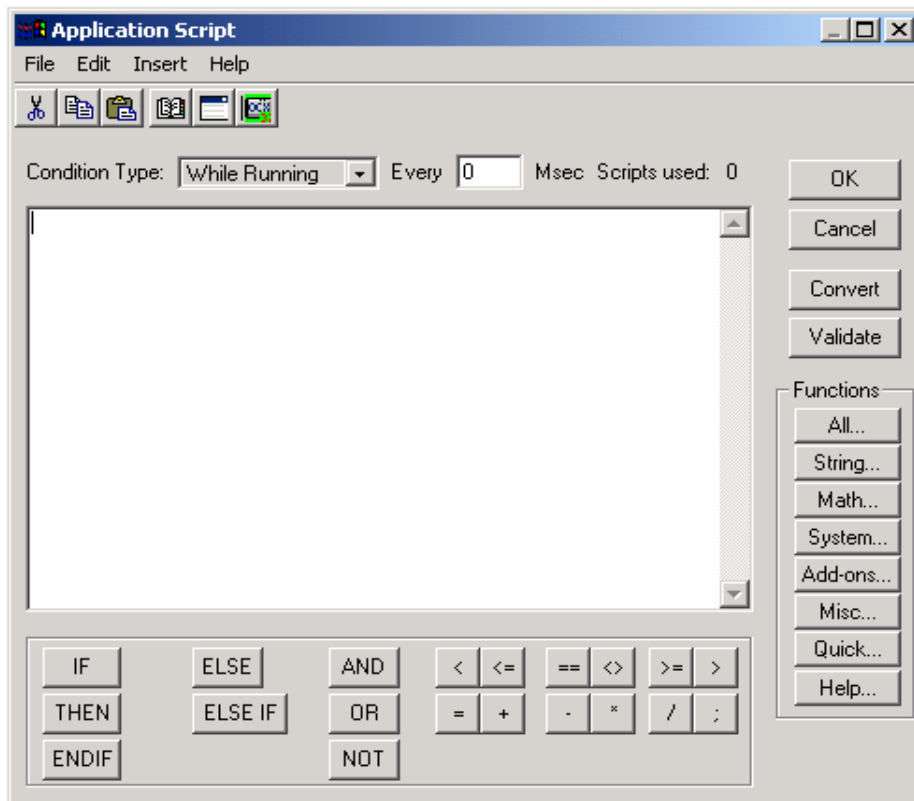 Application Script
File Edit Insert Help
Condition Type: While Running Every 0 Msec Scripts used: 0
OK
Cancel
Convert
Validate
Functions
All...
String...
Math...
System...
Add-ons...
Misc...
Quick...
Help...
IF ELSE AND < <= == <> >= >
THEN ELSE IF OR = + - * / ;
ENDIF NOT